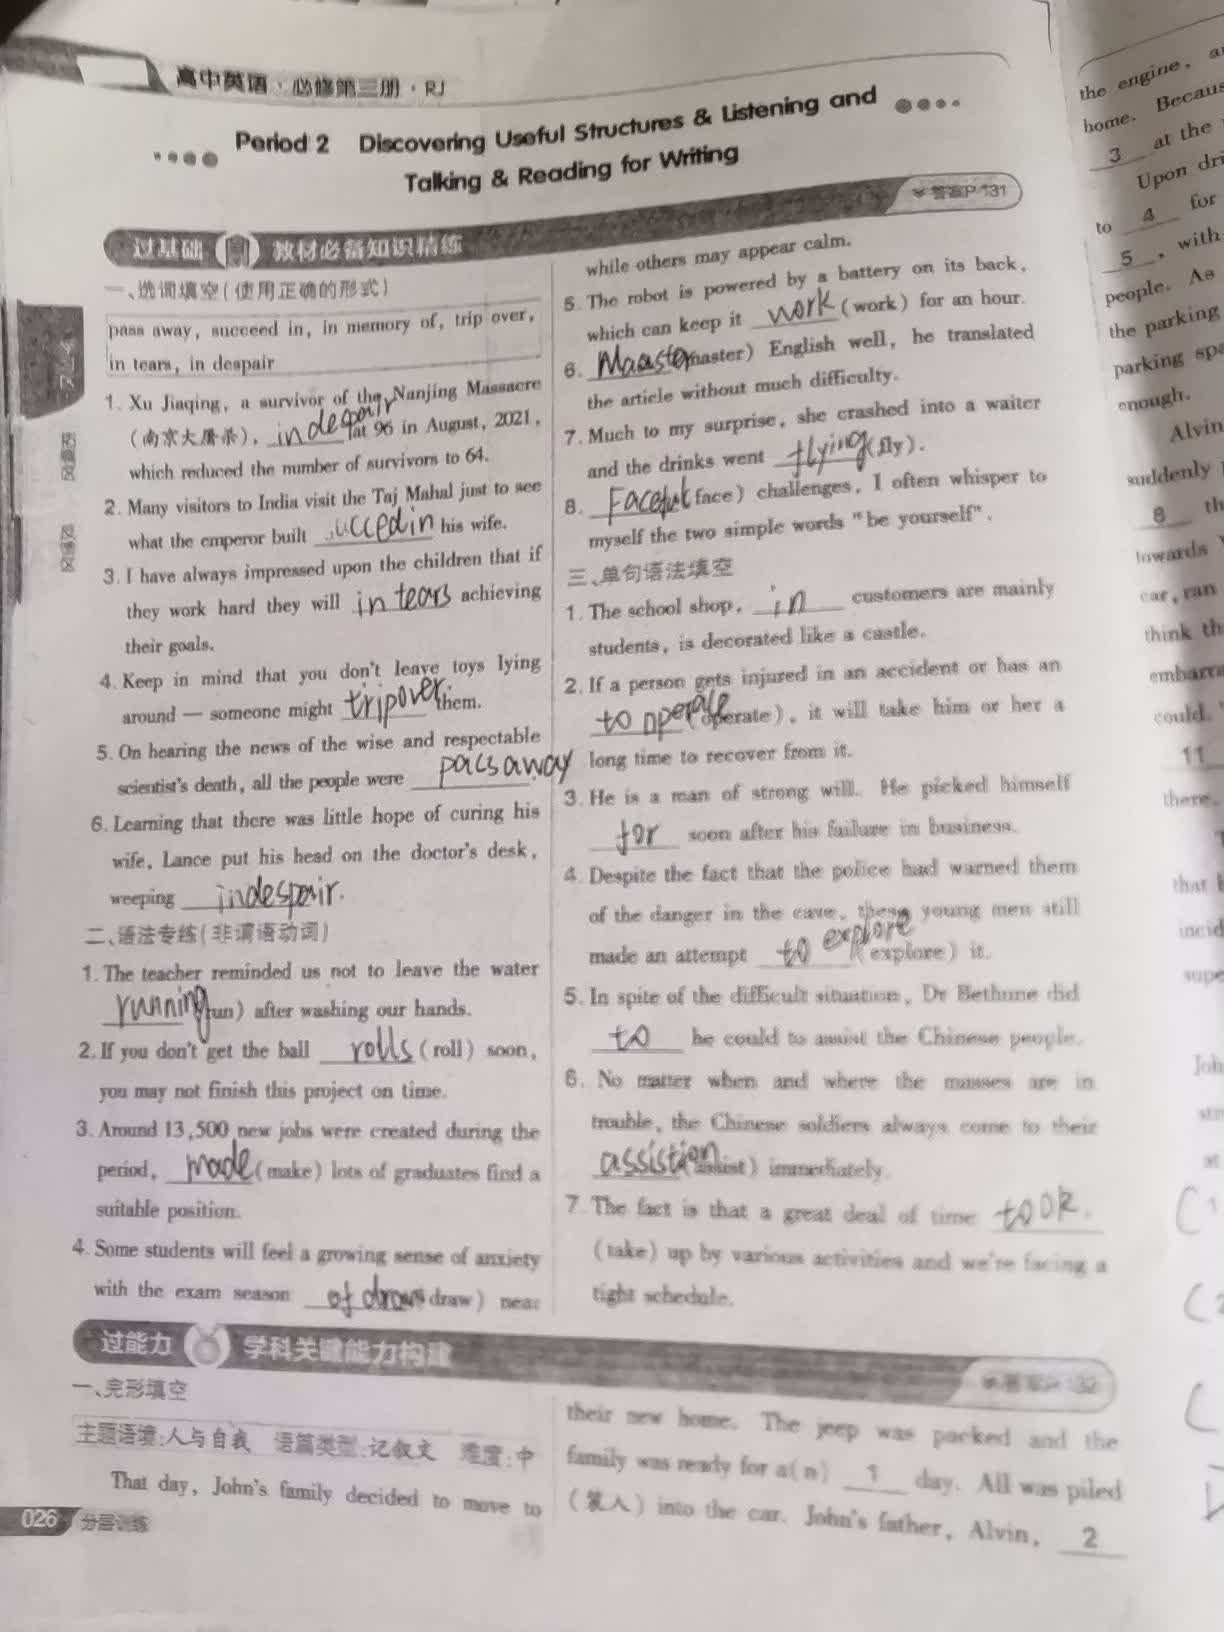 高中英语·必修第三册·RJ
Period 2 Discovering Useful Structures & Listening and
Talking & Reading for Writing
答案P131
过基础 教材必备知识精练
一、选词填空(使用正确的形式)
pass away, succeed in, in memory of, trip over,
in tears, in despair
1. Xu Jiaqing, a survivor of the Nanjing Massacre
(南京大屠杀), in despair at 96 in August, 2021,
which reduced the number of survivors to 64.
2. Many visitors to India visit the Taj Mahal just to see
what the emperor built succed in his wife.
3. I have always impressed upon the children that if
they work hard they will in tears achieving
their goals.
4. Keep in mind that you don't leave toys lying
around — someone might trip over them.
5. On hearing the news of the wise and respectable
scientist's death, all the people were pass away
6. Learning that there was little hope of curing his
wife, Lance put his head on the doctor's desk,
weeping in despair.
二、语法专练(非谓语动词)
1. The teacher reminded us not to leave the water
running (run) after washing our hands.
2. If you don't get the ball rolls (roll) soon,
you may not finish this project on time.
3. Around 13,500 new jobs were created during the
period, made (make) lots of graduates find a
suitable position.
4. Some students will feel a growing sense of anxiety
with the exam season of draws (draw) near
while others may appear calm.
5. The robot is powered by a battery on its back,
which can keep it work (work) for an hour.
6. Maaster (master) English well, he translated
the article without much difficulty.
7. Much to my surprise, she crashed into a waiter
and the drinks went flying (fly).
8. Faceful (face) challenges, I often whisper to
myself the two simple words "be yourself".
三、单句语法填空
1. The school shop, in customers are mainly
students, is decorated like a castle.
2. If a person gets injured in an accident or has an
to operate (operate), it will take him or her a
long time to recover from it.
3. He is a man of strong will. He picked himself
for soon after his failure in business.
4. Despite the fact that the police had warned them
of the danger in the cave, these young men still
made an attempt to explore (explore) it.
5. In spite of the difficult situation, Dr Bethune did
to he could to assist the Chinese people.
6. No matter when and where the masses are in
trouble, the Chinese soldiers always come to their
assistion (assist) immediately.
7. The fact is that a great deal of time took.
(take) up by various activities and we're facing a
tight schedule.
过能力 学科关键能力构建
一、完形填空
主题语境:人与自我 语篇类型:记叙文 难度:中
That day, John's family decided to move to
their new home. The jeep was packed and the
family was ready for a(n) 1 day. All was piled
(装入) into the car. John's father, Alvin, 2
026 分层训练
the engine,
home. Becaus
3 at the
Upon dri
to 4 for
5, with
people. As
the parking
parking spa
enough.
Alvin
suddenly
8 th
towards
car, ran
think th
embarra
could.
11
there.
that
incid
supe
Joh